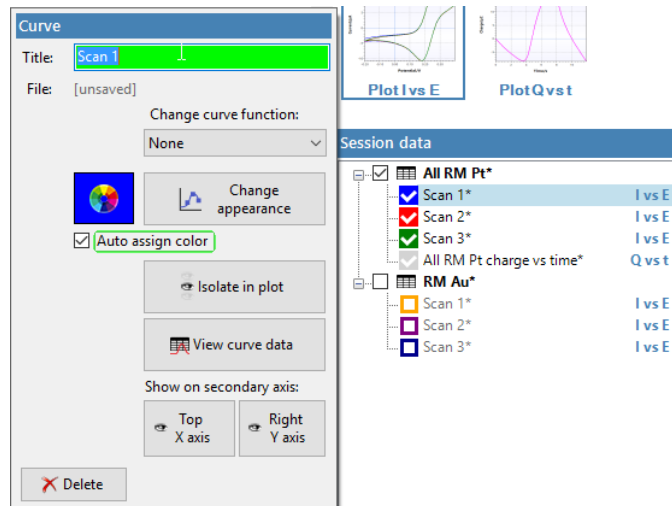 Curve
Title: Scan 1
File: [unsaved]
Change curve function:
None
Change
appearance
Auto assign color
Isolate in plot
View curve data
Show on secondary axis:
Top
X axis
Right
Y axis
Delete
Plot I vs E
Plot Q vs t
Session data
All RM Pt*
Scan 1* I vs E
Scan 2* I vs E
Scan 3* I vs E
All RM Pt charge vs time* Q vs t
RM Au*
Scan 1* I vs E
Scan 2* I vs E
Scan 3* I vs E